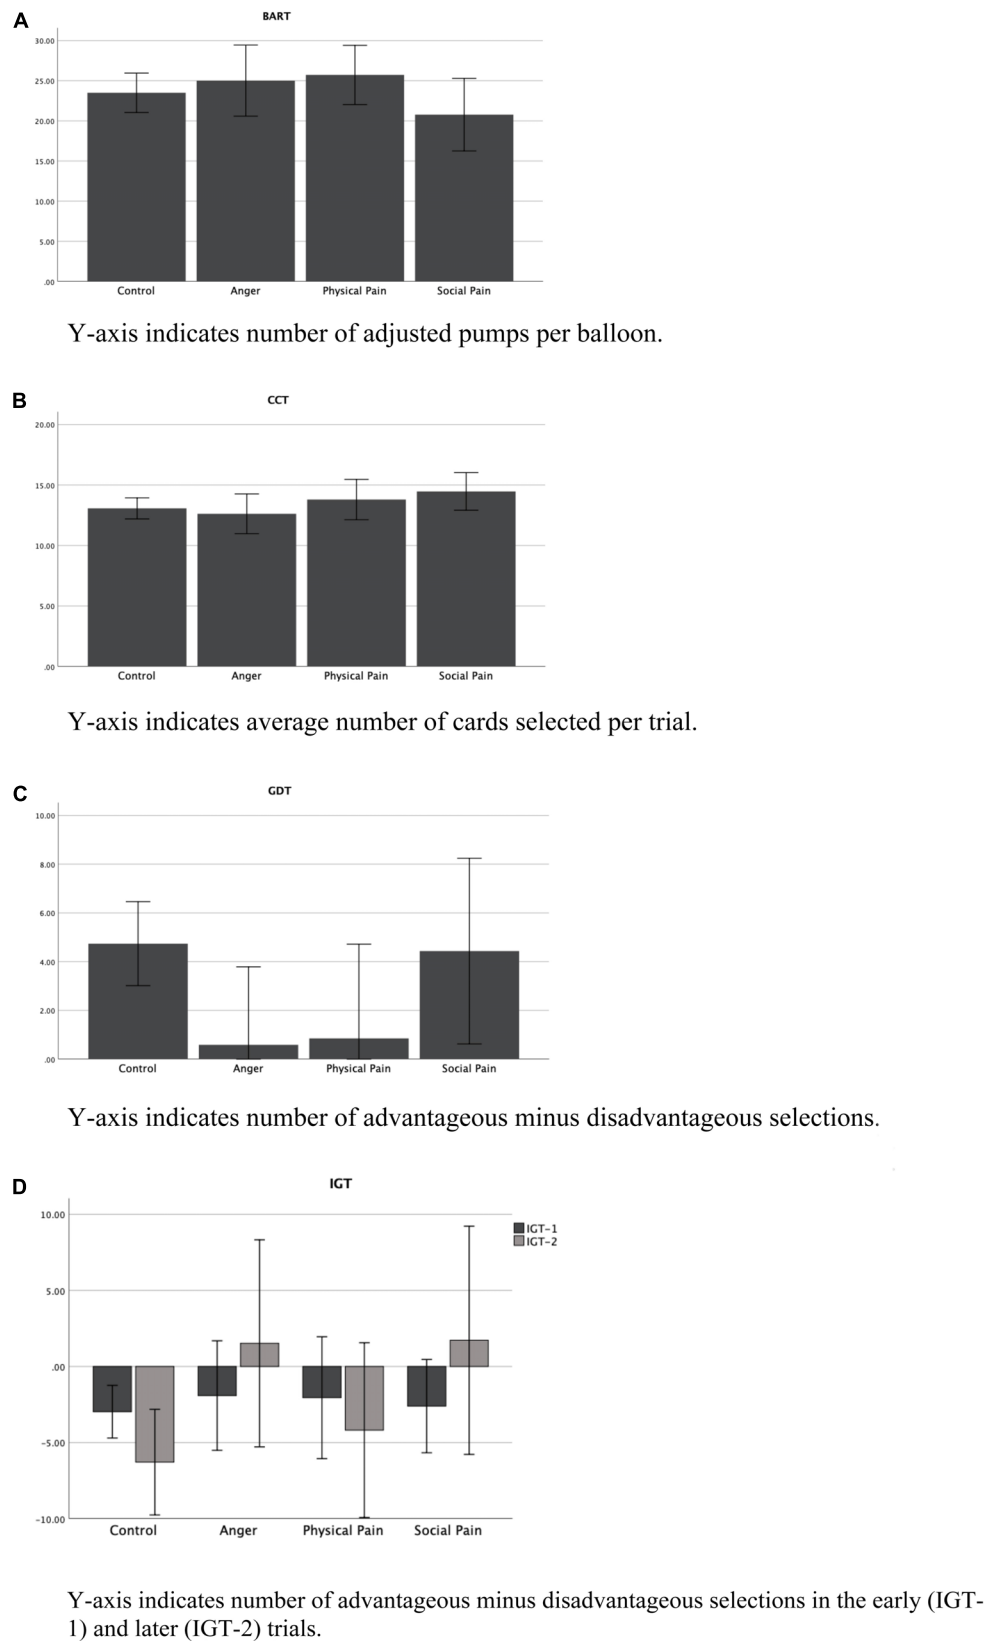 A
BART
30.00
25.00
20.00
15.00
10.00
5.00
.00
Control Anger Physical Pain Social Pain
Y-axis indicates number of adjusted pumps per balloon.
B
CCT
20.00
15.00
10.00
5.00
.00
Control Anger Physical Pain Social Pain
Y-axis indicates average number of cards selected per trial.
C
GDT
10.00
8.00
6.00
4.00
2.00
.00
Control Anger Physical Pain Social Pain
Y-axis indicates number of advantageous minus disadvantageous selections.
D
IGT
10.00
IGT-1
IGT-2
5.00
.00
-5.00
-10.00
Control Anger Physical Pain Social Pain
Y-axis indicates number of advantageous minus disadvantageous selections in the early (IGT-
1) and later (IGT-2) trials.